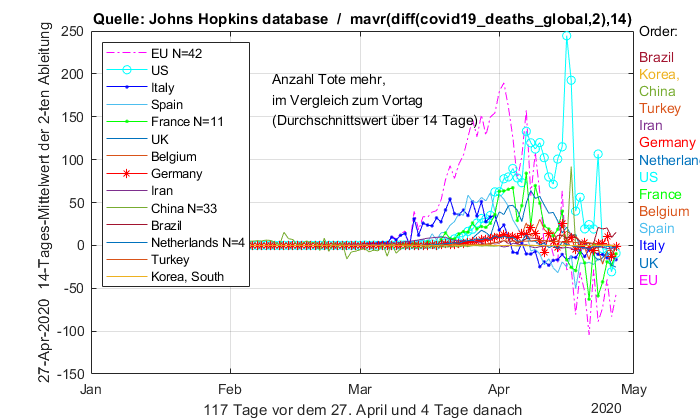 Quelle: Johns Hopkins database / mavr(diff(covid19_deaths_global,2),14)
Order:
27-Apr-2020 14-Tages-Mittelwert der 2-ten Ableitung
250
200
150
100
50
0
-50
-100
-150
EU N=42
US
Italy
Spain
France N=11
UK
Belgium
Germany
Iran
China N=33
Brazil
Netherlands N=4
Turkey
Korea, South
Anzahl Tote mehr,
im Vergleich zum Vortag
(Durchschnittswert über 14 Tage)
Brazil
Korea,
China
Turkey
Iran
Germany
Netherlan
US
France
Belgium
Spain
Italy
UK
EU
Jan
Feb
Mar
Apr
May
2020
117 Tage vor dem 27. April und 4 Tage danach